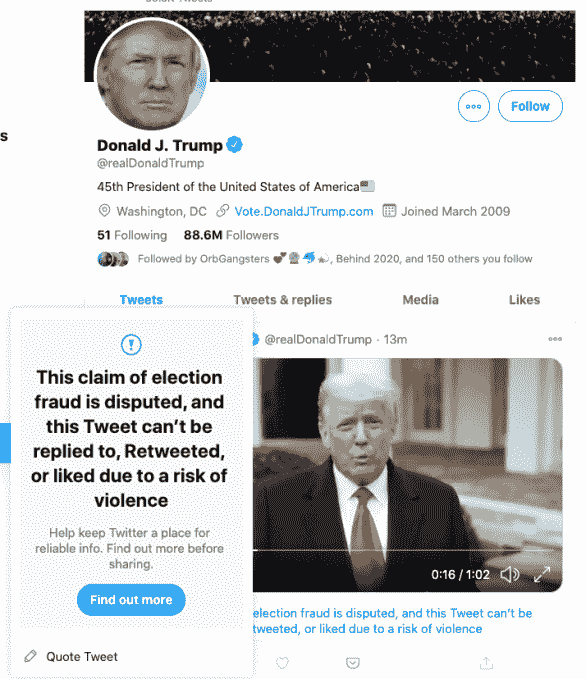 s
Follow
Donald J. Trump
@realDonaldTrump
45th President of the United States of America
Washington, DC Vote.DonaldJTrump.com Joined March 2009
51 Following 88.6M Followers
Followed by OrbGangsters , Behind 2020, and 150 others you follow
Tweets Tweets & replies Media Likes
@realDonaldTrump · 13m
This claim of election
fraud is disputed, and
this Tweet can’t be
replied to, Retweeted,
or liked due to a risk of
violence
Help keep Twitter a place for
reliable info. Find out more before
sharing.
Find out more
Quote Tweet
0:16 / 1:02
election fraud is disputed, and this Tweet can’t be
tweeted, or liked due to a risk of violence